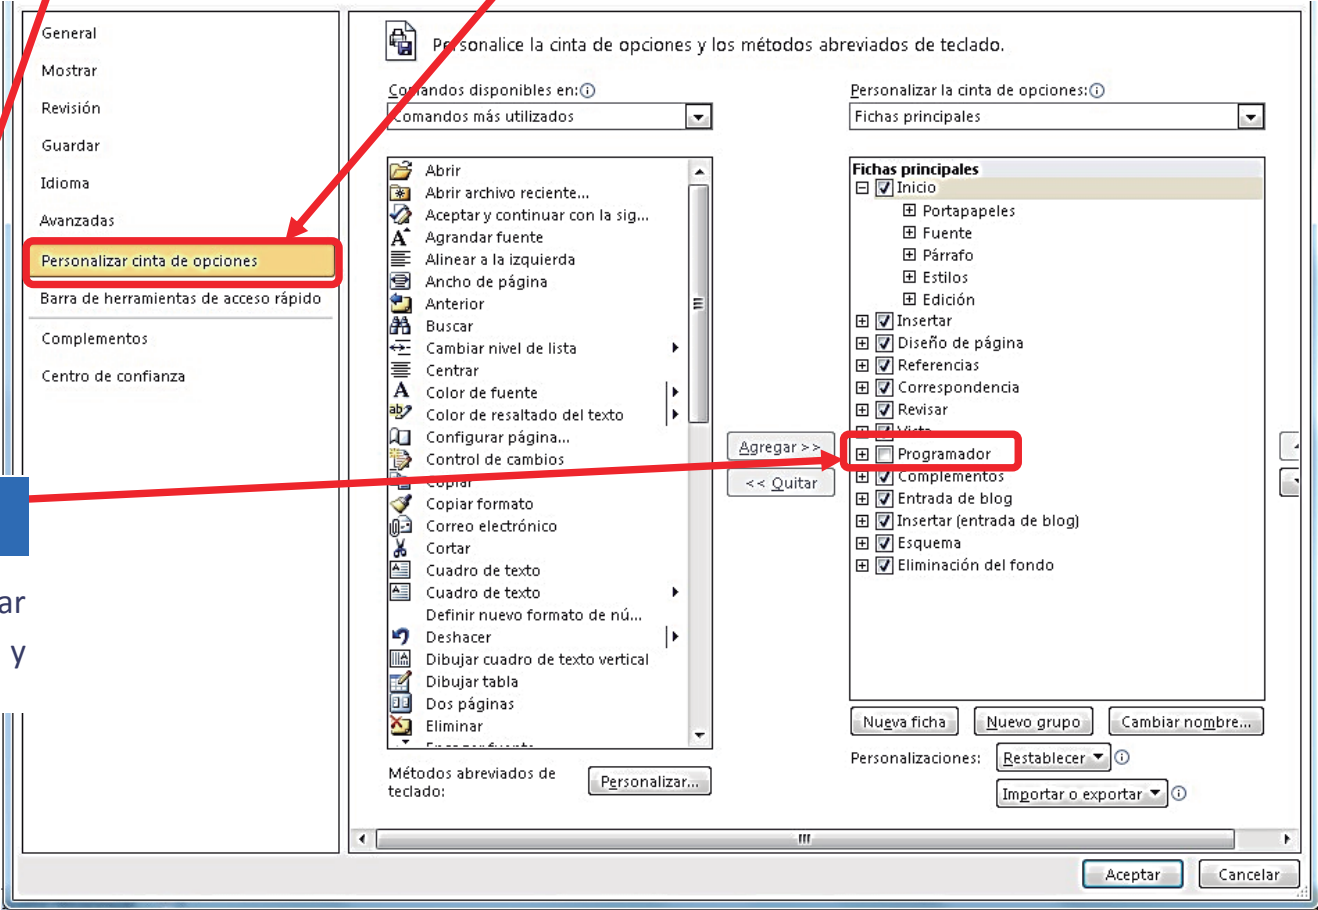 General
Mostrar
Revisión
Guardar
Idioma
Avanzadas
Personalizar cinta de opciones
Barra de herramientas de acceso rápido
Complementos
Centro de confianza
ar
y
Personalice la cinta de opciones y los métodos abreviados de teclado.
Comandos disponibles en:
Comandos más utilizados
Abrir
Abrir archivo reciente...
Aceptar y continuar con la sig...
Agrandar fuente
Alinear a la izquierda
Ancho de página
Anterior
Buscar
Cambiar nivel de lista
Centrar
Color de fuente
Color de resaltado del texto
Configurar página...
Control de cambios
Copiar
Copiar formato
Correo electrónico
Cortar
Cuadro de texto
Cuadro de texto
Definir nuevo formato de nú...
Deshacer
Dibujar cuadro de texto vertical
Dibujar tabla
Dos páginas
Eliminar
Métodos abreviados de
teclado:
Personalizar...
Agregar >>
<< Quitar
Personalizar la cinta de opciones:
Fichas principales
Fichas principales
Inicio
Portapapeles
Fuente
Párrafo
Estilos
Edición
Insertar
Diseño de página
Referencias
Correspondencia
Revisar
Vista
Programador
Complementos
Entrada de blog
Insertar (entrada de blog)
Esquema
Eliminación del fondo
Nueva ficha
Nuevo grupo
Cambiar nombre...
Personalizaciones:
Restablecer
Importar o exportar
Aceptar
Cancelar